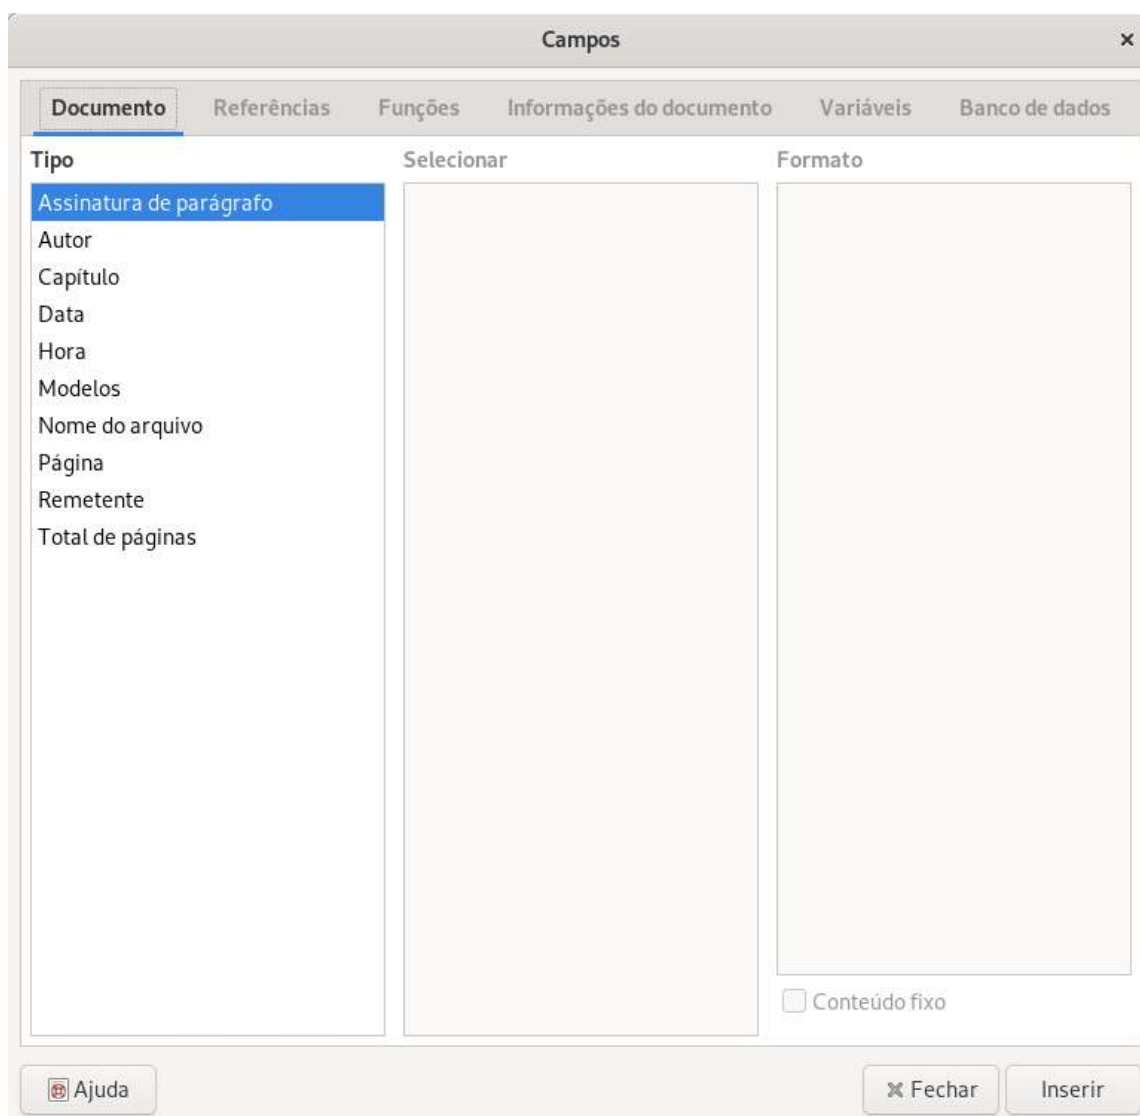 Campos
Documento Referências Funções Informações do documento Variáveis Banco de dados
Tipo Selecionar Formato
Assinatura de parágrafo
Autor
Capítulo
Data
Hora
Modelos
Nome do arquivo
Página
Remetente
Total de páginas
Conteúdo fixo
Ajuda Fechar Inserir